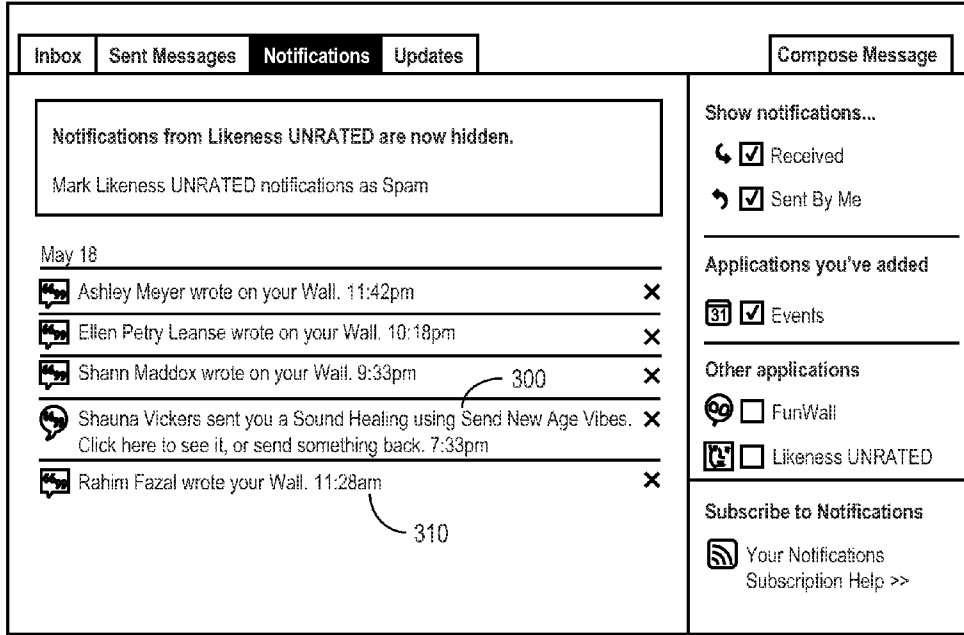 Inbox
Sent Messages
Notifications
Updates
Compose Message
Notifications from Likeness UNRATED are now hidden.
Mark Likeness UNRATED notifications as Spam
May 18
Ashley Meyer wrote on your Wall. 11:42pm
Ellen Petry Leanse wrote on your Wall. 10:18pm
Shann Maddox wrote on your Wall. 9:33pm
300
Shauna Vickers sent you a Sound Healing using Send New Age Vibes.
Click here to see it, or send something back. 7:33pm
Rahim Fazal wrote your Wall. 11:28am
310
Show notifications...
Received
Sent By Me
Applications you've added
31
Events
Other applications
FunWall
Likeness UNRATED
Subscribe to Notifications
Your Notifications
Subscription Help >>